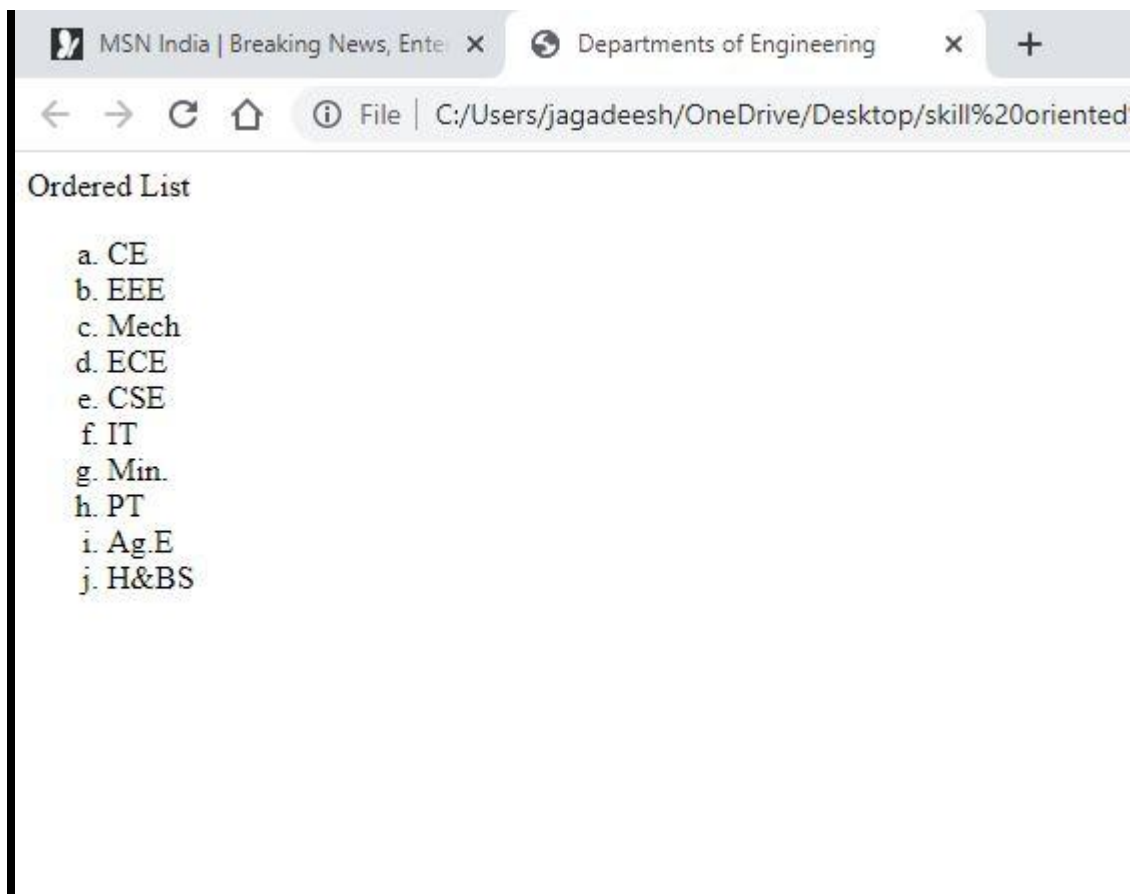 MSN India | Breaking News, Ente
Departments of Engineering
File | C:/Users/jagadeesh/OneDrive/Desktop/skill%20oriented
Ordered List
a. CE
b. EEE
c. Mech
d. ECE
e. CSE
f. IT
g. Min.
h. PT
i. Ag.E
j. H&BS